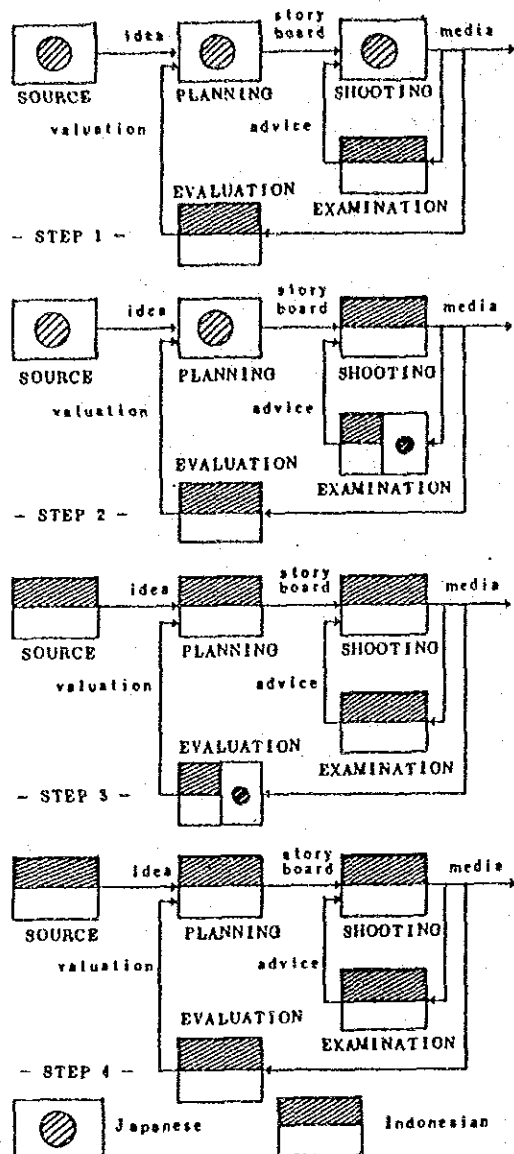 story
idea board media
SOURCE PLANNING SHOOTING
valuation advice
EVALUATION EXAMINATION
- STEP 1 -
story
idea board media
SOURCE PLANNING SHOOTING
valuation advice
EVALUATION EXAMINATION
- STEP 2 -
story
idea board media
SOURCE PLANNING SHOOTING
valuation advice
EVALUATION EXAMINATION
- STEP 3 -
story
idea board media
SOURCE PLANNING SHOOTING
valuation advice
EVALUATION EXAMINATION
- STEP 4 -
Japanese Indonesian